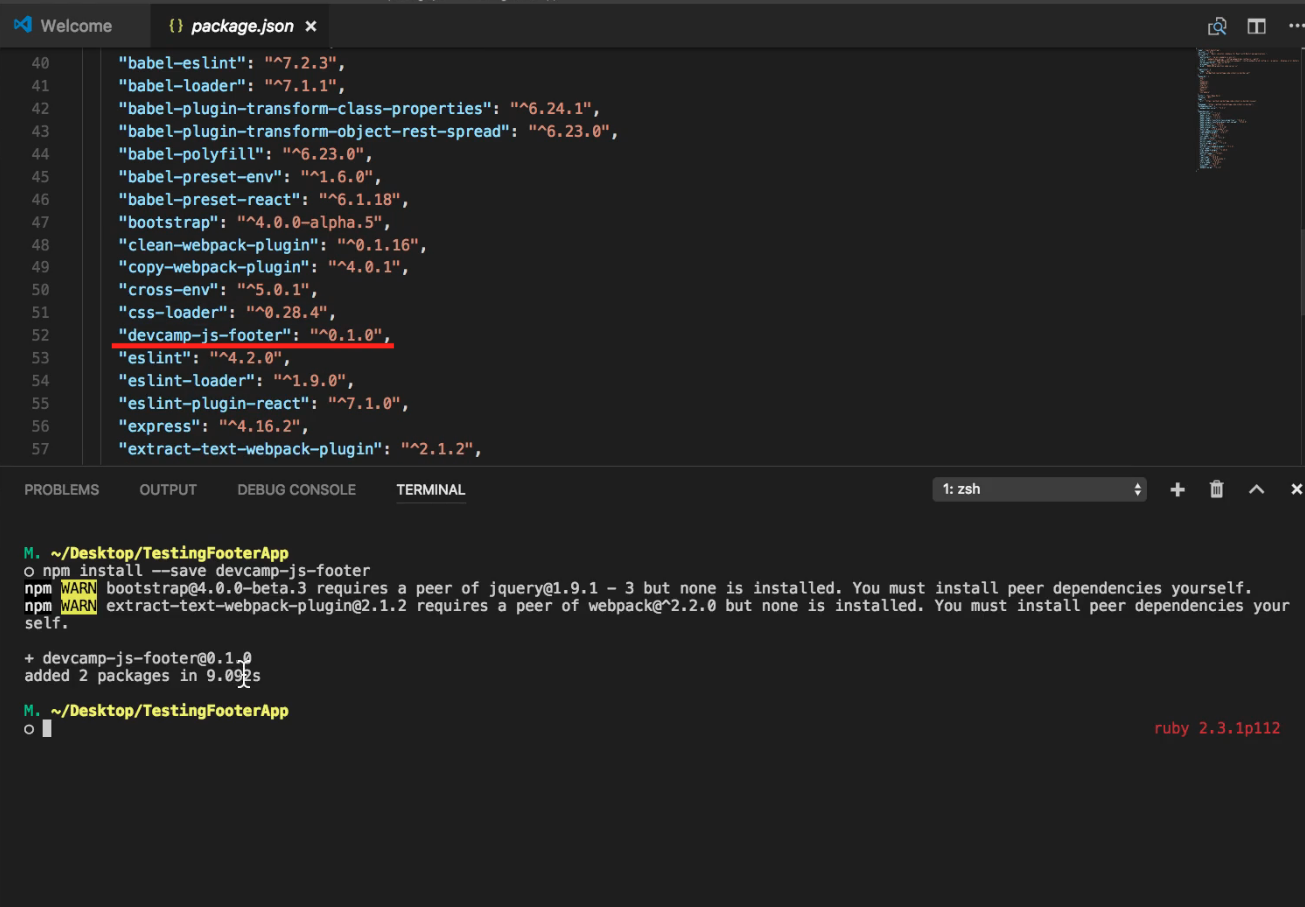 Welcome
{} package.json ×
40 "babel-eslint": "^7.2.3",
41 "babel-loader": "^7.1.1",
42 "babel-plugin-transform-class-properties": "^6.24.1",
43 "babel-plugin-transform-object-rest-spread": "^6.23.0",
44 "babel-polyfill": "^6.23.0",
45 "babel-preset-env": "^1.6.0",
46 "babel-preset-react": "^6.1.18",
47 "bootstrap": "^4.0.0-alpha.5",
48 "clean-webpack-plugin": "^0.1.16",
49 "copy-webpack-plugin": "^4.0.1",
50 "cross-env": "^5.0.1",
51 "css-loader": "^0.28.4",
52 "devcamp-js-footer": "^0.1.0",
53 "eslint": "^4.2.0",
54 "eslint-loader": "^1.9.0",
55 "eslint-plugin-react": "^7.1.0",
56 "express": "^4.16.2",
57 "extract-text-webpack-plugin": "^2.1.2",
PROBLEMS OUTPUT DEBUG CONSOLE TERMINAL 1: zsh
M. ~/Desktop/TestingFooterApp
○ npm install --save devcamp-js-footer
npm WARN bootstrap@4.0.0-beta.3 requires a peer of jquery@1.9.1 - 3 but none is installed. You must install peer dependencies yourself.
npm WARN extract-text-webpack-plugin@2.1.2 requires a peer of webpack@^2.2.0 but none is installed. You must install peer dependencies your
self.
+ devcamp-js-footer@0.1.0
added 2 packages in 9.092s
M. ~/Desktop/TestingFooterApp
○ ruby 2.3.1p112